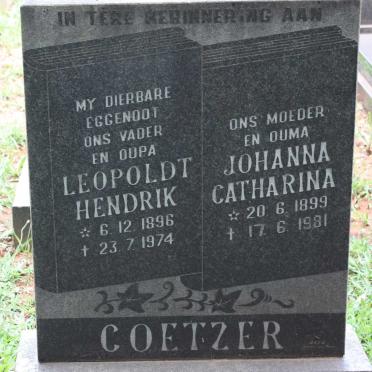 IN TERE HERINNERING AAN
MY DIERBARE
EGGENOOT
ONS VADER
EN OUPA
LEOPOLDT
HENDRIK
☆ 6.12.1896
✝ 23.7.1974
ONS MOEDER
EN OUMA
JOHANNA
CATHARINA
☆ 20.6.1899
✝ 17.6.1981
COETZER